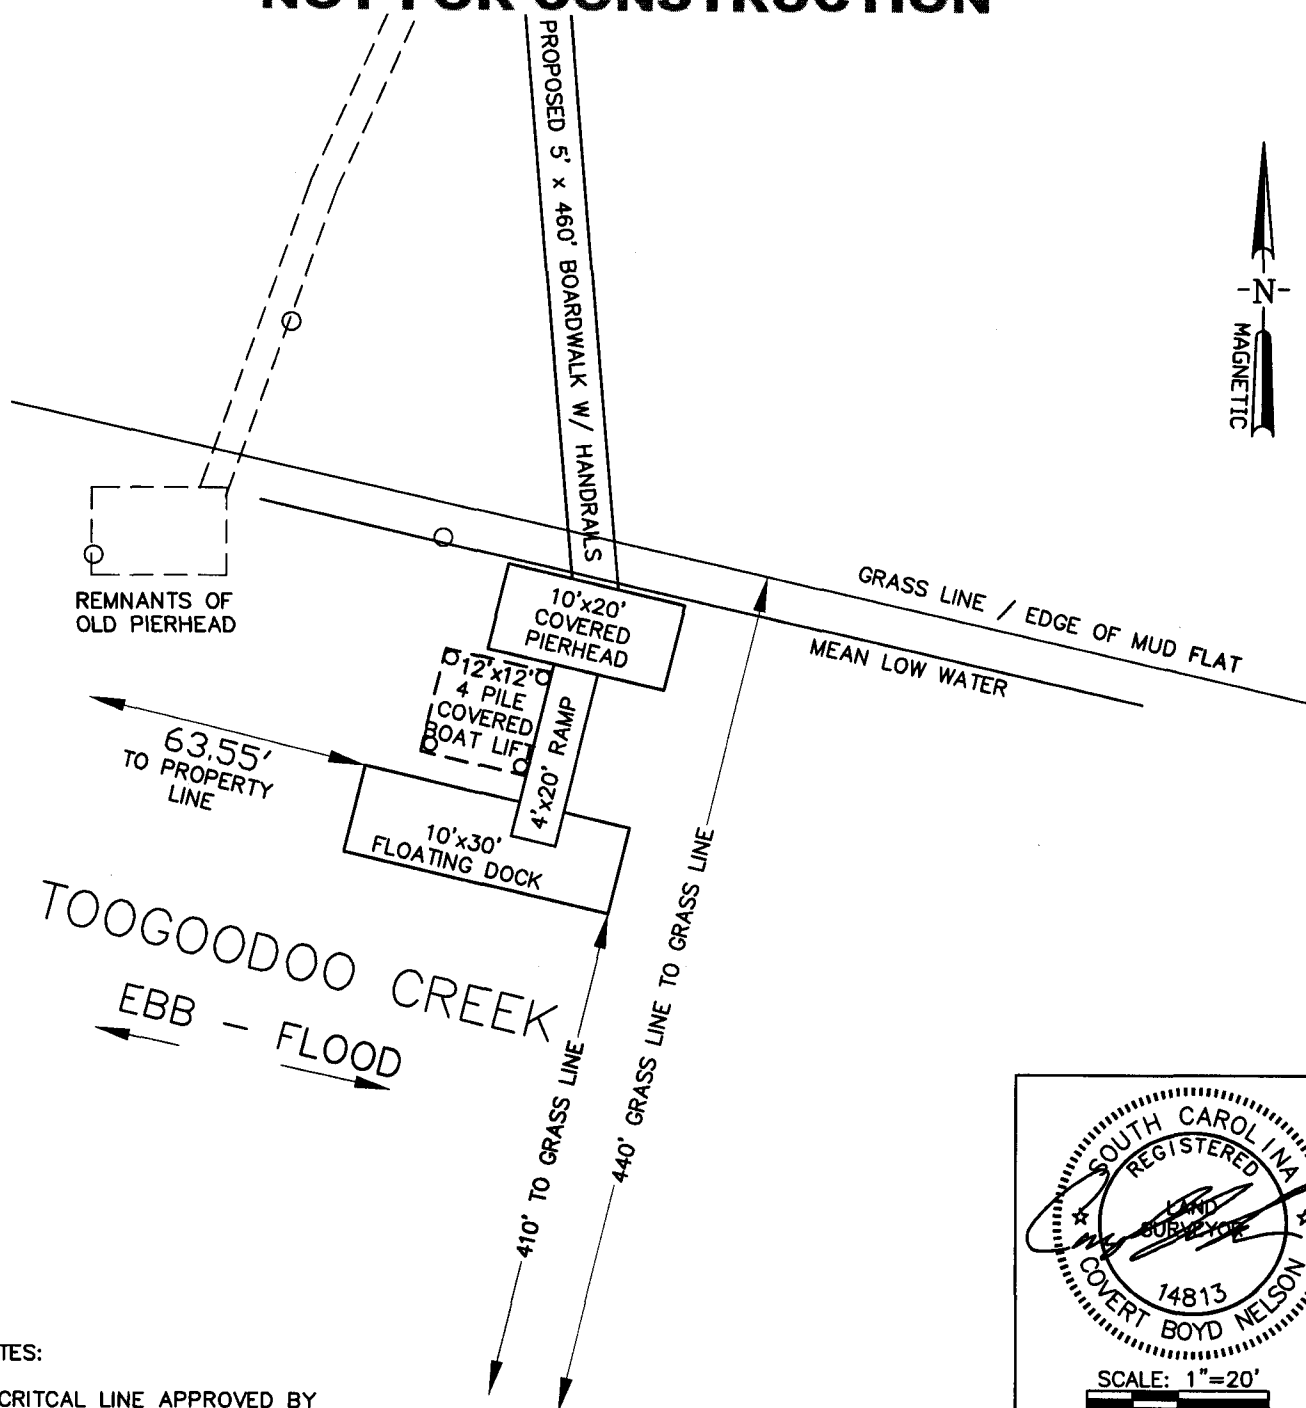 NOT FOR CONSTRUCTION
PROPOSED 5' x 460' BOARDWALK W/ HANDRAILS
-N-
MAGNETIC
REMNANTS OF
OLD PIERHEAD
10'x20'
COVERED
PIERHEAD
GRASS LINE / EDGE OF MUD FLAT
MEAN LOW WATER
12'x12'
4 PILE
COVERED
BOAT LIFT
4'x20' RAMP
63.55'
TO PROPERTY
LINE
10'x30'
FLOATING DOCK
TOOGOODOO CREEK
EBB - FLOOD
410' TO GRASS LINE
440' GRASS LINE TO GRASS LINE
SOUTH CAROLINA
REGISTERED
LAND
SURVEYOR
14813
COVERT BOYD NELSON
SCALE: 1"=20'
TES:
CRITCAL LINE APPROVED BY